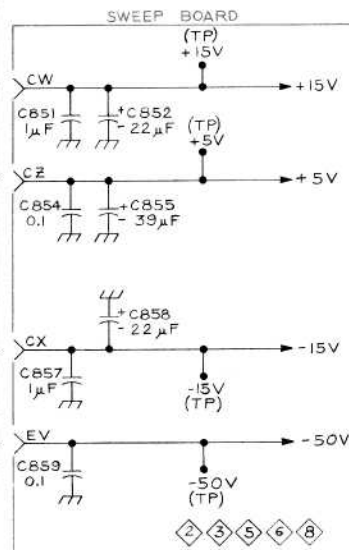 SWEEP BOARD
(TP)
+15V
CW
+15V
C851
1µF
+C852
- 22µF
(TP)
+5V
CZ
+5V
C854
0.1
+C855
- 39µF
+C858
- 22µF
CX
-15V
C857
1µF
-15V
(TP)
EV
-50V
C859
0.1
-50V
(TP)
2 3 5 6 8